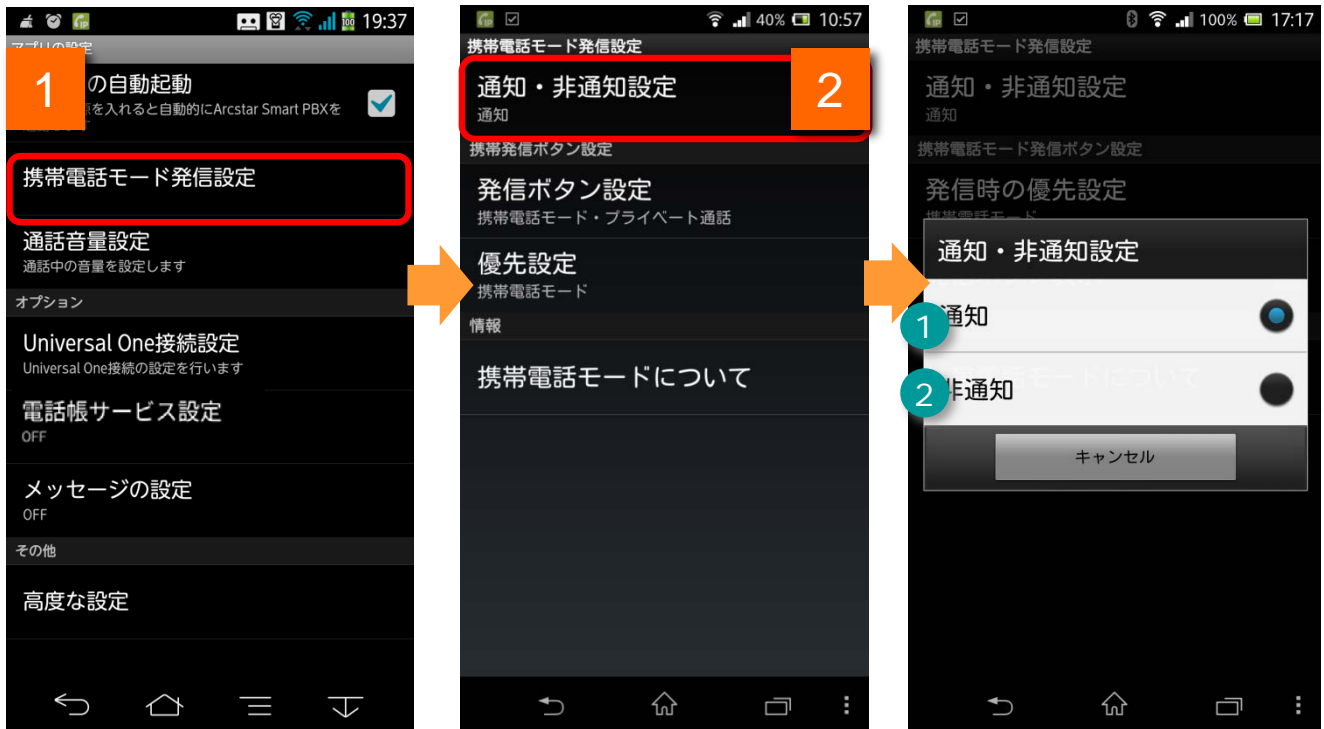 19:37
アプリの設定
1
の自動起動
を入れると自動的にArcstar Smart PBXを
携帯電話モード発信設定
通話音量設定
通話中の音量を設定します
オプション
Universal One接続設定
Universal One接続の設定を行います
電話帳サービス設定
OFF
メッセージの設定
OFF
その他
高度な設定
40% 10:57
携帯電話モード発信設定
通知・非通知設定
通知
2
携帯発信ボタン設定
発信ボタン設定
携帯電話モード・プライベート通話
優先設定
携帯電話モード
情報
携帯電話モードについて
100% 17:17
携帯電話モード発信設定
通知・非通知設定
通知
携帯電話モード発信ボタン設定
発信時の優先設定
携帯電話モード
通知・非通知設定
1 通知
2 非通知
キャンセル